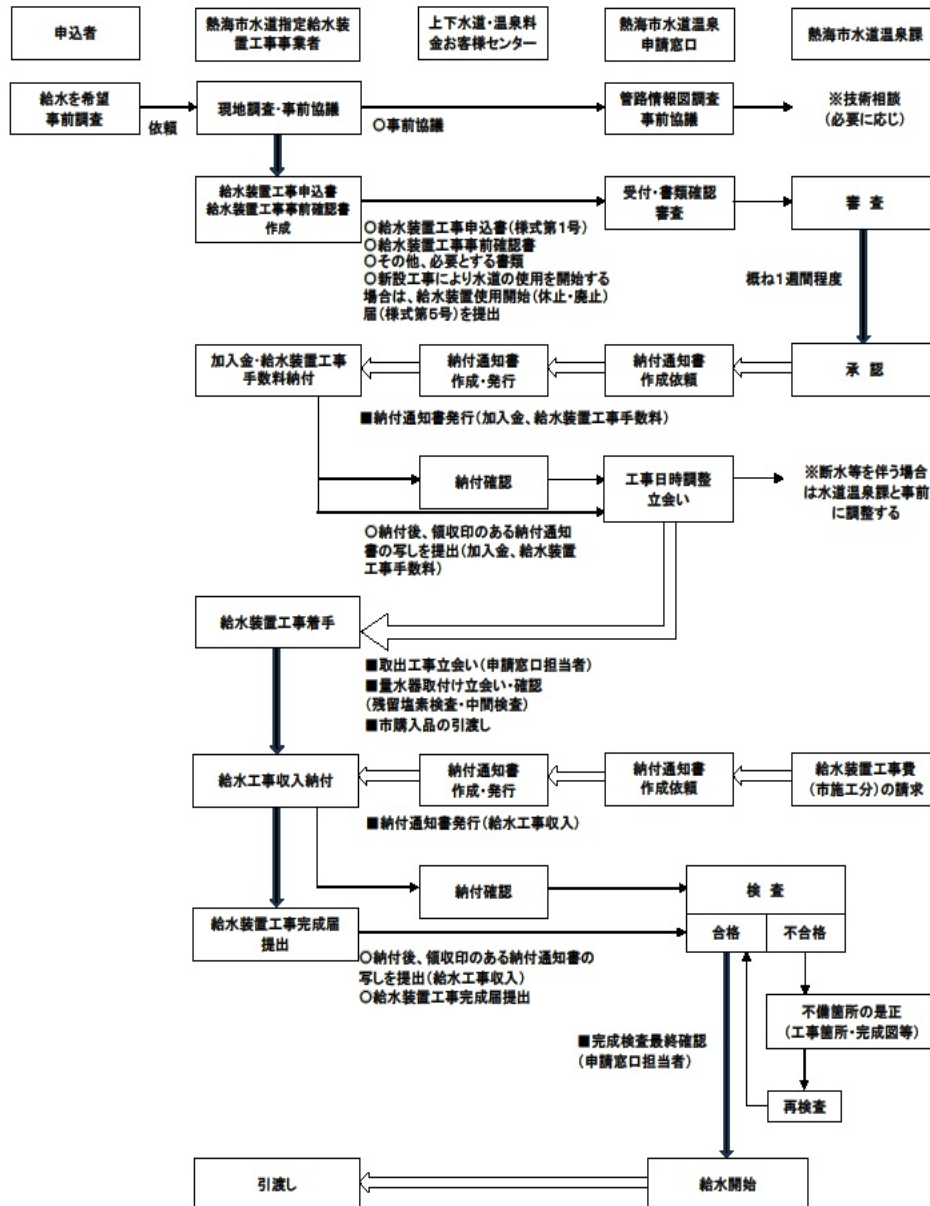 申込者
熱海市水道指定給水装
置工事事業者
上下水道・温泉料
金お客様センター
熱海市水道温泉
申請窓口
熱海市水道温泉課
給水を希望
事前調査
依頼
現地調査・事前協議
○事前協議
管路情報図調査
事前協議
※技術相談
(必要に応じ)
給水装置工事申込書
給水装置工事事前確認書
作成
○給水装置工事申込書(様式第1号)
○給水装置工事事前確認書
○その他、必要とする書類
○新設工事により水道の使用を開始する
場合は、給水装置使用開始(休止・廃止)
届(様式第5号)を提出
受付・書類確認
審査
審 査
概ね1週間程度
加入金・給水装置工事
手数料納付
納付通知書
作成・発行
納付通知書
作成依頼
承 認
■納付通知書発行(加入金、給水装置工事手数料)
納付確認
工事日時調整
立会い
※断水等を伴う場合
は水道温泉課と事前
に調整する
○納付後、領収印のある納付通知
書の写しを提出(加入金、給水装置
工事手数料)
給水装置工事着手
■取出工事立会い(申請窓口担当者)
■量水器取付け立会い・確認
(残留塩素検査・中間検査)
■市購入品の引渡し
給水工事収入納付
納付通知書
作成・発行
納付通知書
作成依頼
給水装置工事費
(市施工分)の請求
■納付通知書発行(給水工事収入)
納付確認
検 査
合格
不合格
給水装置工事完成届
提出
○納付後、領収印のある納付通知書の
写しを提出(給水工事収入)
○給水装置工事完成届提出
不備箇所の是正
(工事箇所・完成図等)
■完成検査最終確認
(申請窓口担当者)
再検査
引渡し
給水開始